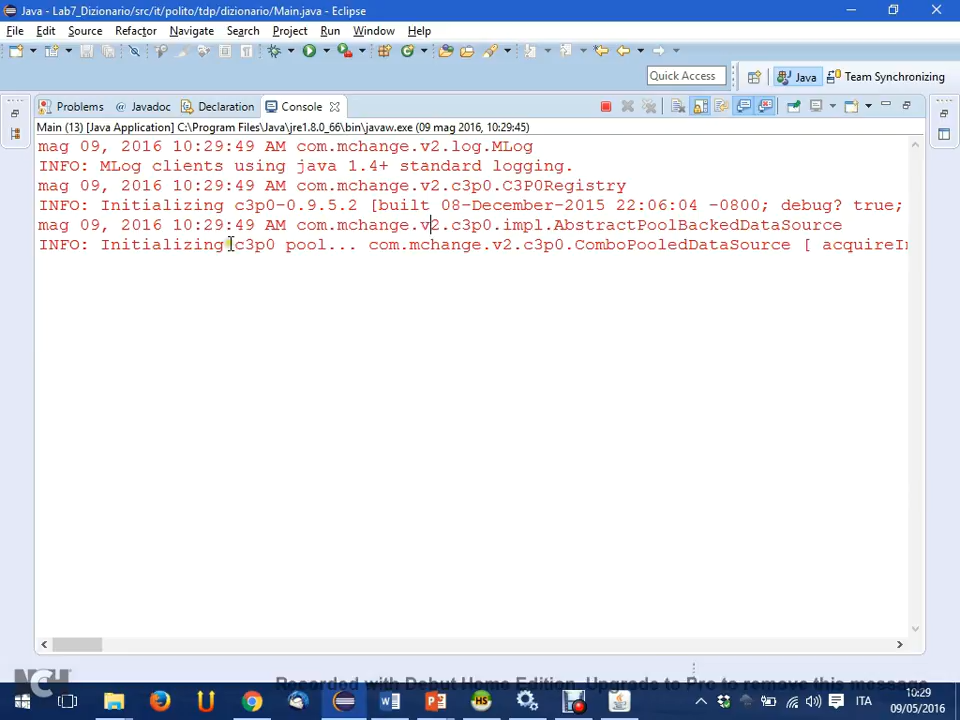 Java - Lab7_Dizionario/src/it/polito/tdp/dizionario/Main.java - Eclipse
File Edit Source Refactor Navigate Search Project Run Window Help
Quick Access
Java
Team Synchronizing
Problems Javadoc Declaration Console
Main (13) [Java Application] C:\Program Files\Java\jre1.8.0_66\bin\javaw.exe (09 mag 2016, 10:29:45)
mag 09, 2016 10:29:49 AM com.mchange.v2.log.MLog
INFO: MLog clients using java 1.4+ standard logging.
mag 09, 2016 10:29:49 AM com.mchange.v2.c3p0.C3P0Registry
INFO: Initializing c3p0-0.9.5.2 [built 08-December-2015 22:06:04 -0800; debug? true;
mag 09, 2016 10:29:49 AM com.mchange.v2.c3p0.impl.AbstractPoolBackedDataSource
INFO: Initializing c3p0 pool... com.mchange.v2.c3p0.ComboPooledDataSource [ acquireI
NCH
Recorded with Debut Home Edition. Upgrade to Pro to remove this message
ITA
10:29
09/05/2016